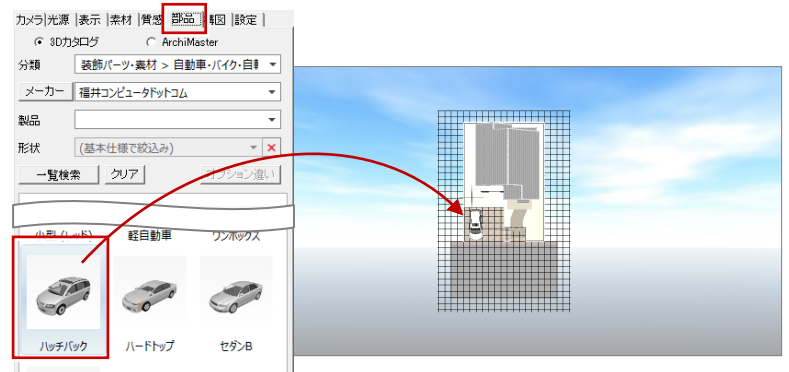 カメラ 光源 表示 素材 質感 部品 構図 設定
3Dカタログ ArchiMaster
分類 装飾パーツ・素材 > 自動車・バイク・自
メーカー 福井コンピュータドットコム
製品
形状 (基本仕様で絞込み)
一覧検索 クリア オプション違い
小型 (レッド) 軽自動車 ワンボックス
ハッチバック ハードトップ セダンB